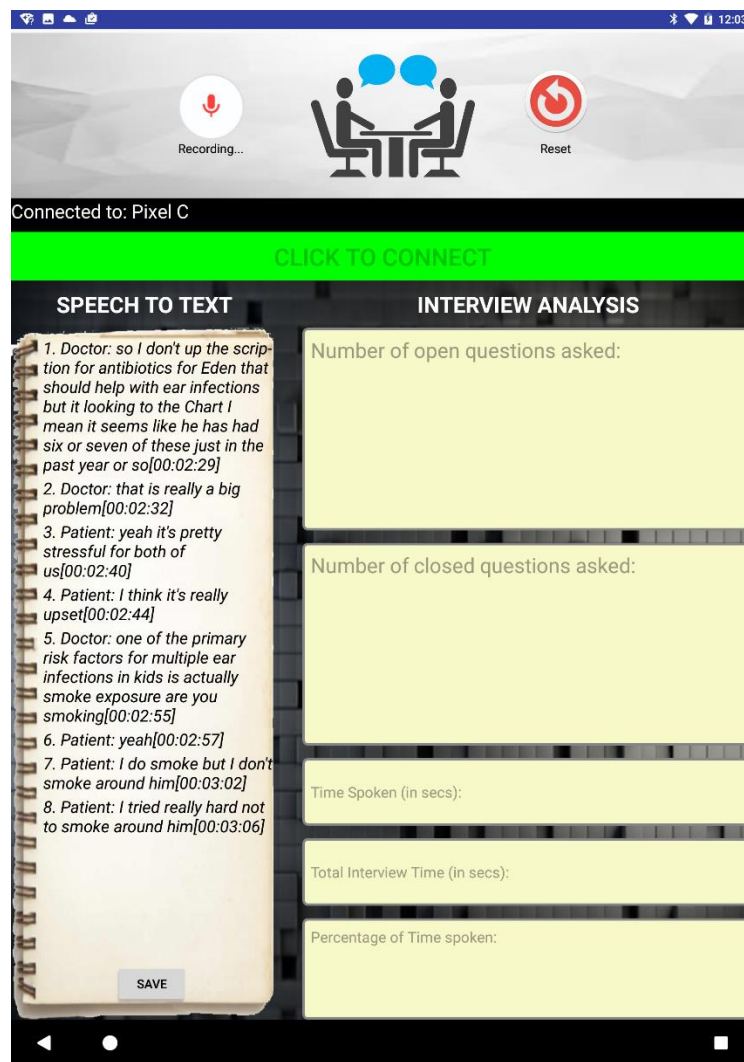 12:03
Recording...
Reset
Connected to: Pixel C
CLICK TO CONNECT
SPEECH TO TEXT
1. Doctor: so I don't up the scrip-
tion for antibiotics for Eden that
should help with ear infections
but it looking to the Chart I
mean it seems like he has had
six or seven of these just in the
past year or so[00:02:29]
2. Doctor: that is really a big
problem[00:02:32]
3. Patient: yeah it's pretty
stressful for both of
us[00:02:40]
4. Patient: I think it's really
upset[00:02:44]
5. Doctor: one of the primary
risk factors for multiple ear
infections in kids is actually
smoke exposure are you
smoking[00:02:55]
6. Patient: yeah[00:02:57]
7. Patient: I do smoke but I don't
smoke around him[00:03:02]
8. Patient: I tried really hard not
to smoke around him[00:03:06]
SAVE
INTERVIEW ANALYSIS
Number of open questions asked:
Number of closed questions asked:
Time Spoken (in secs):
Total Interview Time (in secs):
Percentage of Time spoken: